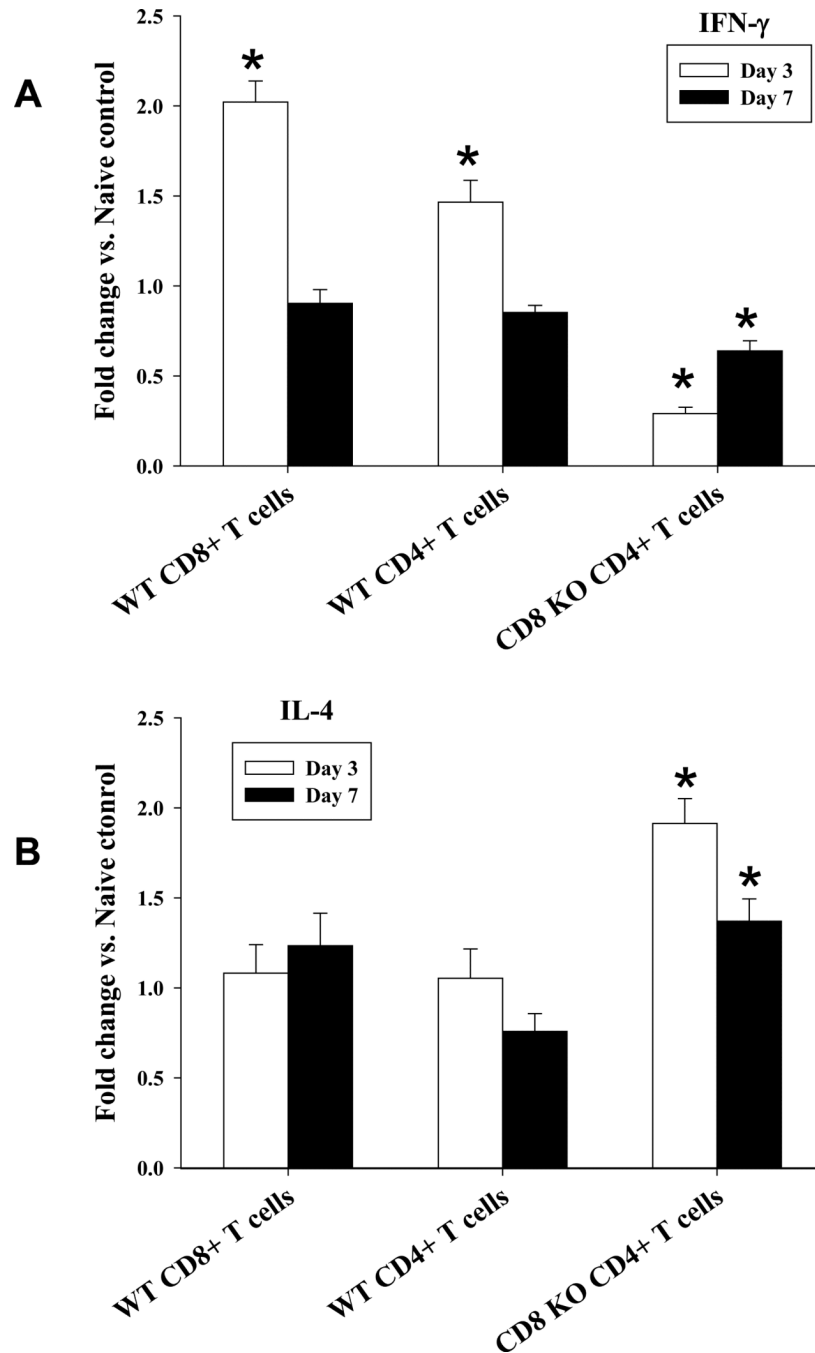 A
IFN-γ
Day 3
Day 7
*
*
*
*
Fold change vs. Naive control
2.5
2.0
1.5
1.0
0.5
0.0
WT CD8+ T cells
WT CD4+ T cells
CD8 KO CD4+ T cells
B
IL-4
Day 3
Day 7
*
*
Fold change vs. Naive ctonrol
2.5
2.0
1.5
1.0
0.5
0.0
WT CD8+ T cells
WT CD4+ T cells
CD8 KO CD4+ T cells